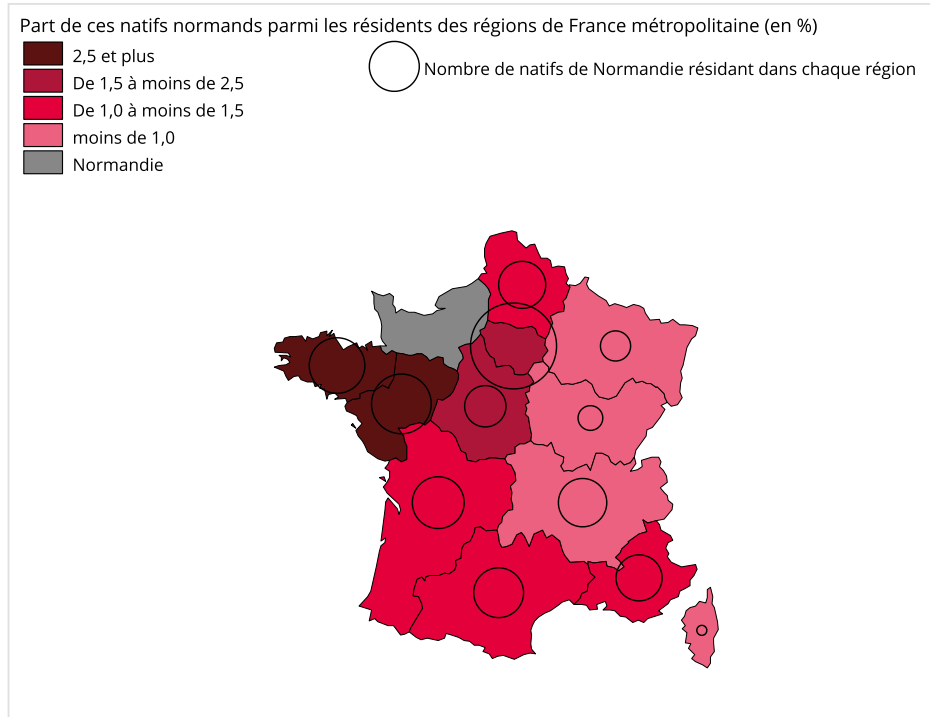 Part de ces natifs normands parmi les résidents des régions de France métropolitaine (en %)
2,5 et plus
De 1,5 à moins de 2,5
De 1,0 à moins de 1,5
moins de 1,0
Normandie
Nombre de natifs de Normandie résidant dans chaque région